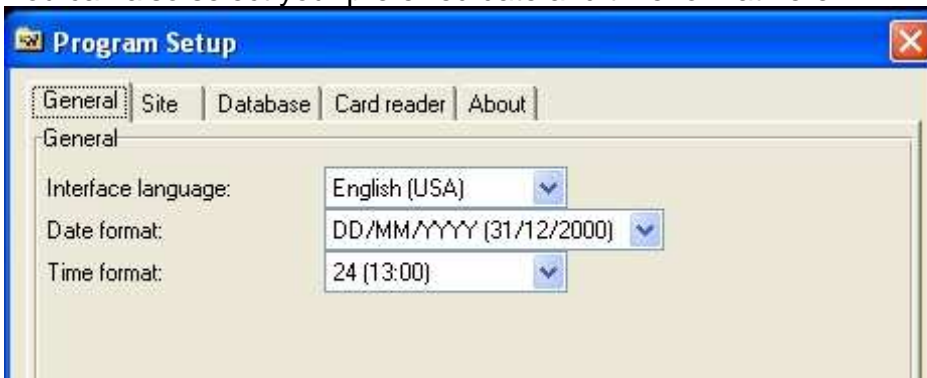 Program Setup
General Site Database Card reader About
General
Interface language: English (USA)
Date format: DD/MM/YYYY (31/12/2000)
Time format: 24 (13:00)